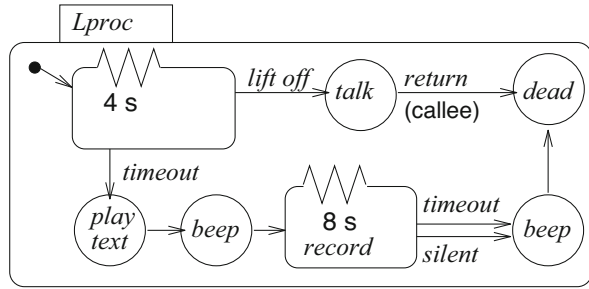 Lproc
4 s
lift off
talk
return
(callee)
dead
timeout
play
text
beep
8 s
record
timeout
silent
beep